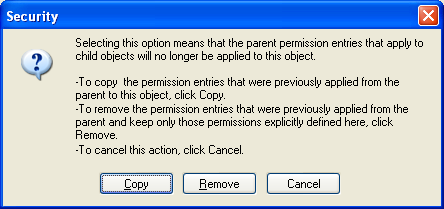 Security
Selecting this option means that the parent permission entries that apply to
child objects will no longer be applied to this object.
-To copy  the permission entries that were previously applied from the
parent to this object, click Copy.
-To remove the permission entries that were previously applied from the
parent and keep only those permissions explicitly defined here, click
Remove.
-To cancel this action, click Cancel.
Copy Remove Cancel